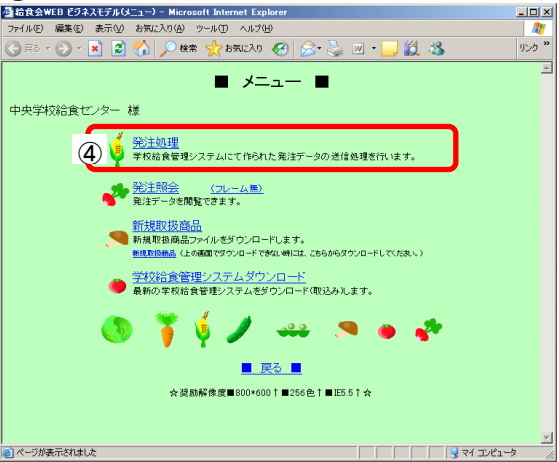 給食会WEB ビジネスモデル(メニュー) - Microsoft Internet Explorer
ファイル(F) 編集(E) 表示(V) お気に入り(A) ツール(T) ヘルプ(H)
戻る 検索 お気に入り リンク »
■ メニュー ■
中央学校給食センター 様
④
発注処理
学校給食管理システムにて作られた発注データの送信処理を行います。
発注照会 (フレーム無)
発注データを閲覧できます。
新規取扱商品
新規取扱商品ファイルをダウンロードします。
新規取扱商品 (上の画面でダウンロードできない時には、こちらからダウンロードしてください。)
学校給食管理システムダウンロード
最新の学校給食管理システムをダウンロード(取込み)します。
■ 戻る ■
☆奨励解像度■800*600↑■256色↑■IE5.5↑☆
ページが表示されました マイ コンピュータ